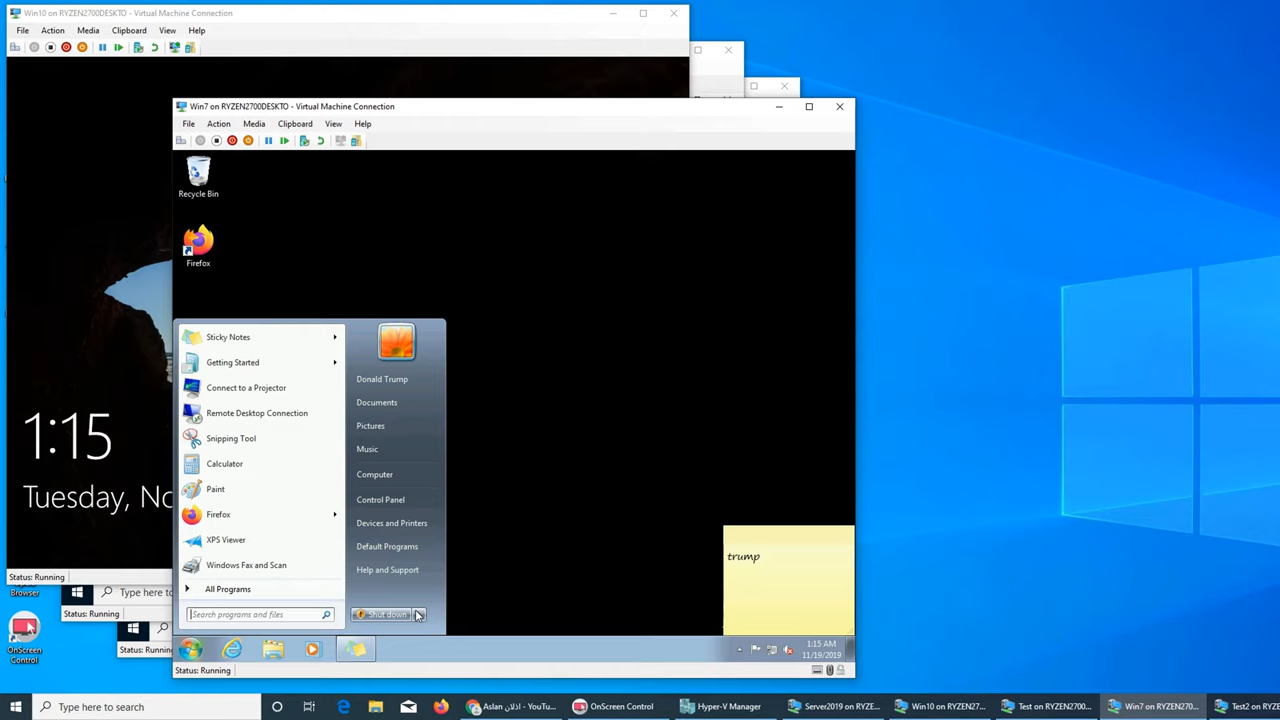 Win10 on RYZEN2700DESKTO - Virtual Machine Connection
File Action Media Clipboard View Help
Win7 on RYZEN2700DESKTO - Virtual Machine Connection
File Action Media Clipboard View Help
Recycle Bin
Firefox
1:15
Tuesday, No
Status: Running
Browser
Type he
Status: Running
OnScreen
Control
Status: Running
Sticky Notes
Getting Started
Connect to a Projector
Remote Desktop Connection
Snipping Tool
Calculator
Paint
Firefox
XPS Viewer
Windows Fax and Scan
All Programs
Search programs and files
Donald Trump
Documents
Pictures
Music
Computer
Control Panel
Devices and Printers
Default Programs
Help and Support
Shut down
trump
1:15 AM
11/19/2019
Status: Running
Type here to search
Aslan اذلان - YouTu...
OnScreen Control
Hyper-V Manager
Server2019 on RYZE...
Win10 on RYZEN270...
Test on RYZEN2700...
Win7 on RYZEN270...
Test2 on RYZ